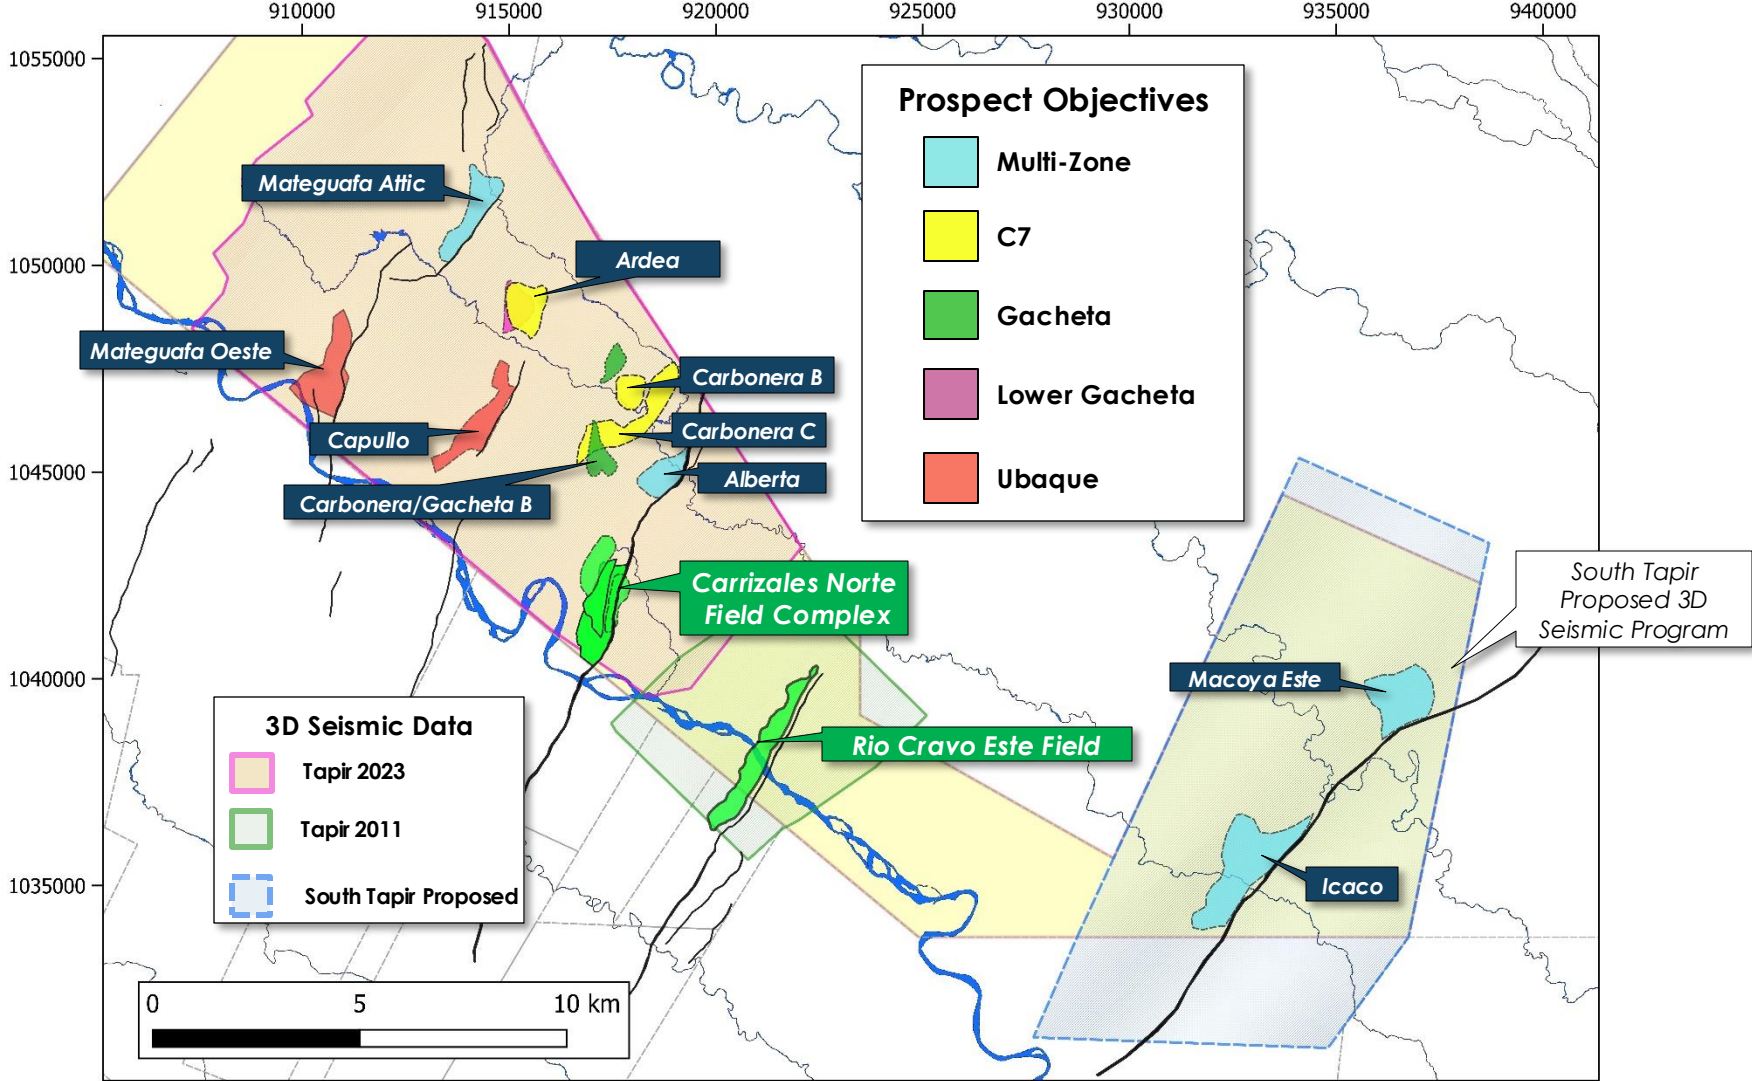 910000 915000 920000 925000 930000 935000 940000
1055000
1050000
1045000
1040000
1035000
Prospect Objectives
Multi-Zone
C7
Gacheta
Lower Gacheta
Ubaque
Mateguafa Attic
Ardea
Mateguafa Oeste
Carbonera B
Capullo
Carbonera C
Alberta
Carbonera/Gacheta B
Carrizales Norte
Field Complex
South Tapir
Proposed 3D
Seismic Program
Macoya Este
Rio Cravo Este Field
Icaco
3D Seismic Data
Tapir 2023
Tapir 2011
South Tapir Proposed
0 5 10 km